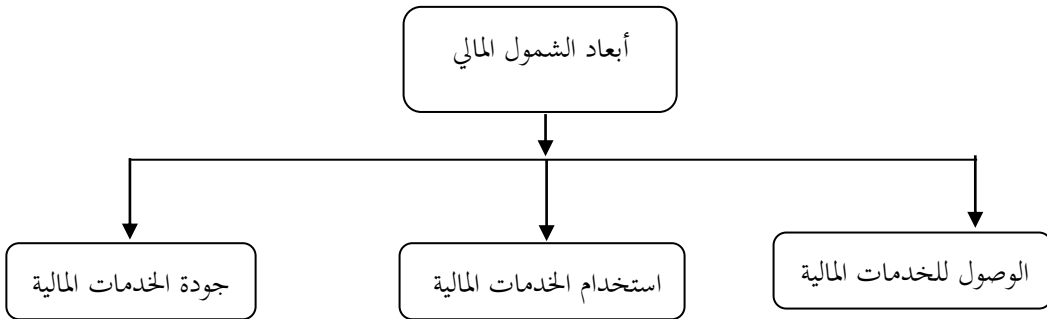 أبعاد الشمول المالي
الوصول للخدمات المالية
استخدام الخدمات المالية
جودة الخدمات المالية